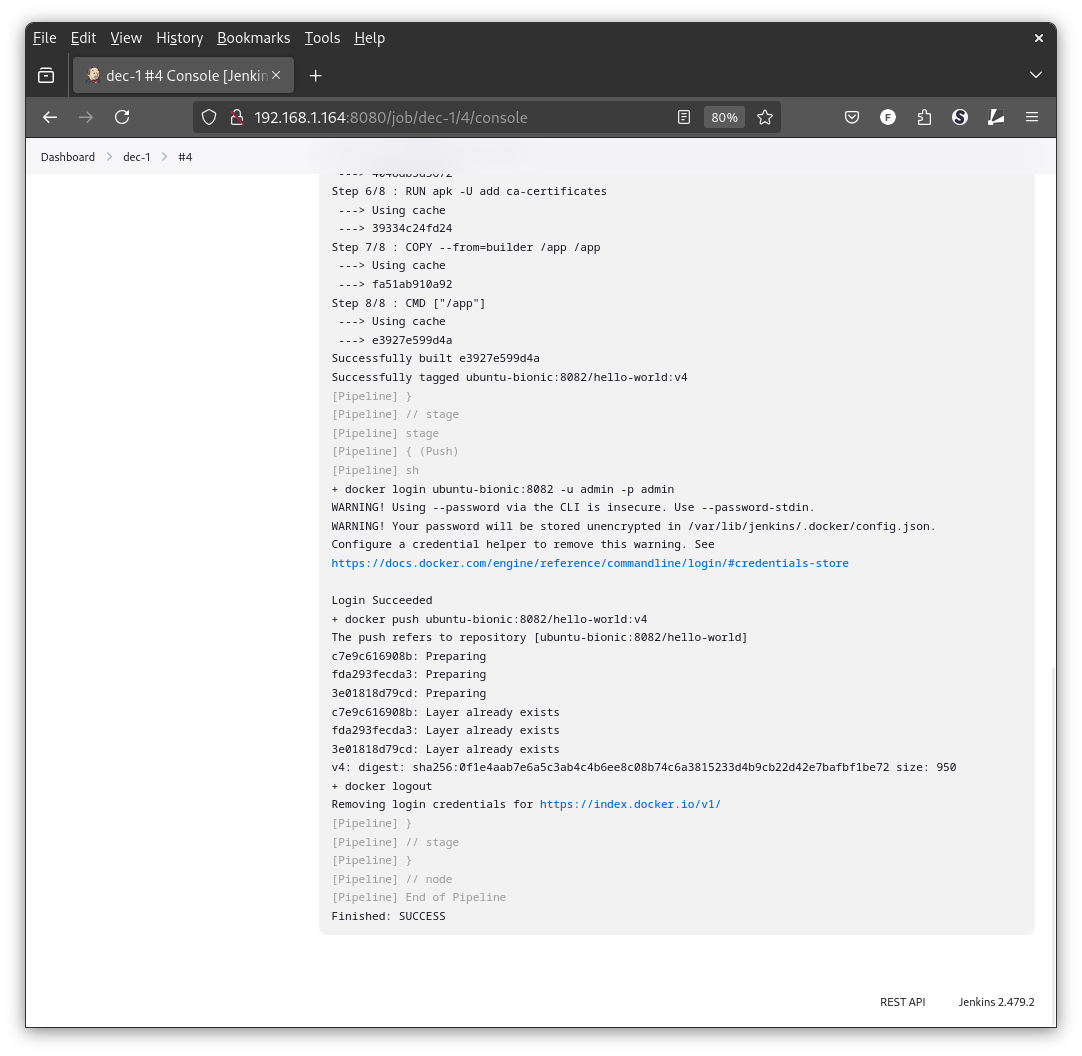 File Edit View History Bookmarks Tools Help
dec-1 #4 Console [Jenkin
192.168.1.164:8080/job/dec-1/4/console 80%
Dashboard dec-1 #4
Step 6/8 : RUN apk -U add ca-certificates
---> Using cache
---> 39334c24fd24
Step 7/8 : COPY --from=builder /app /app
---> Using cache
---> fa51ab910a92
Step 8/8 : CMD ["/app"]
---> Using cache
---> e3927e599d4a
Successfully built e3927e599d4a
Successfully tagged ubuntu-bionic:8082/hello-world:v4
[Pipeline] }
[Pipeline] // stage
[Pipeline] stage
[Pipeline] { (Push)
[Pipeline] sh
+ docker login ubuntu-bionic:8082 -u admin -p admin
WARNING! Using --password via the CLI is insecure. Use --password-stdin.
WARNING! Your password will be stored unencrypted in /var/lib/jenkins/.docker/config.json.
Configure a credential helper to remove this warning. See
https://docs.docker.com/engine/reference/commandline/login/#credentials-store
Login Succeeded
+ docker push ubuntu-bionic:8082/hello-world:v4
The push refers to repository [ubuntu-bionic:8082/hello-world]
c7e9c616908b: Preparing
fda293fecda3: Preparing
3e01818d79cd: Preparing
c7e9c616908b: Layer already exists
fda293fecda3: Layer already exists
3e01818d79cd: Layer already exists
v4: digest: sha256:0f1e4aab7e6a5c3ab4c4b6ee8c08b74c6a3815233d4b9cb22d42e7bafbf1be72 size: 950
+ docker logout
Removing login credentials for https://index.docker.io/v1/
[Pipeline] }
[Pipeline] // stage
[Pipeline] }
[Pipeline] // node
[Pipeline] End of Pipeline
Finished: SUCCESS
REST API Jenkins 2.479.2